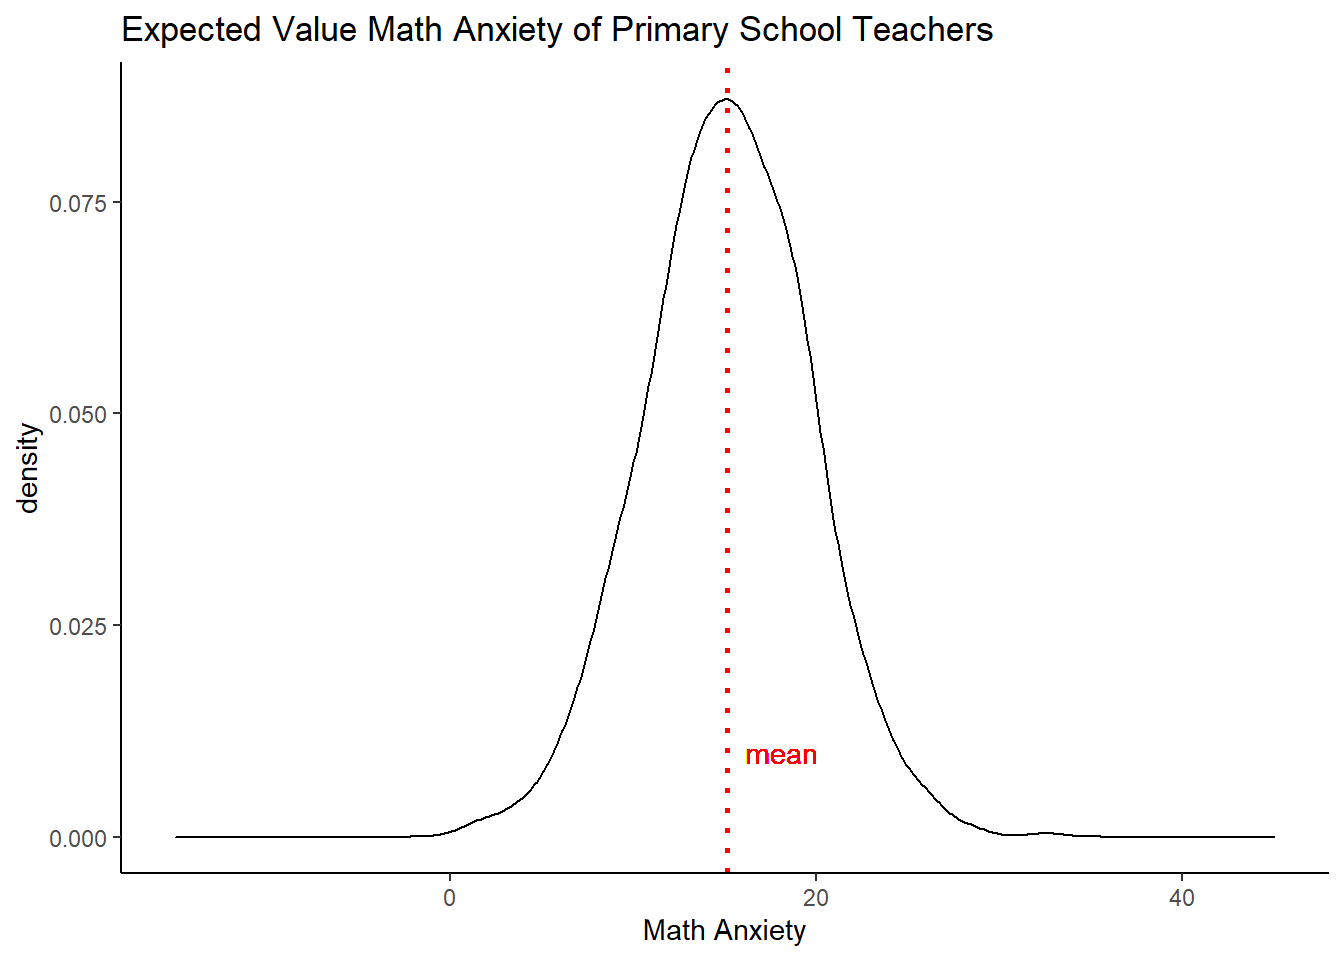 Expected Value Math Anxiety of Primary School Teachers
density
0.075
0.050
0.025
0.000
mean
0
20
40
Math Anxiety